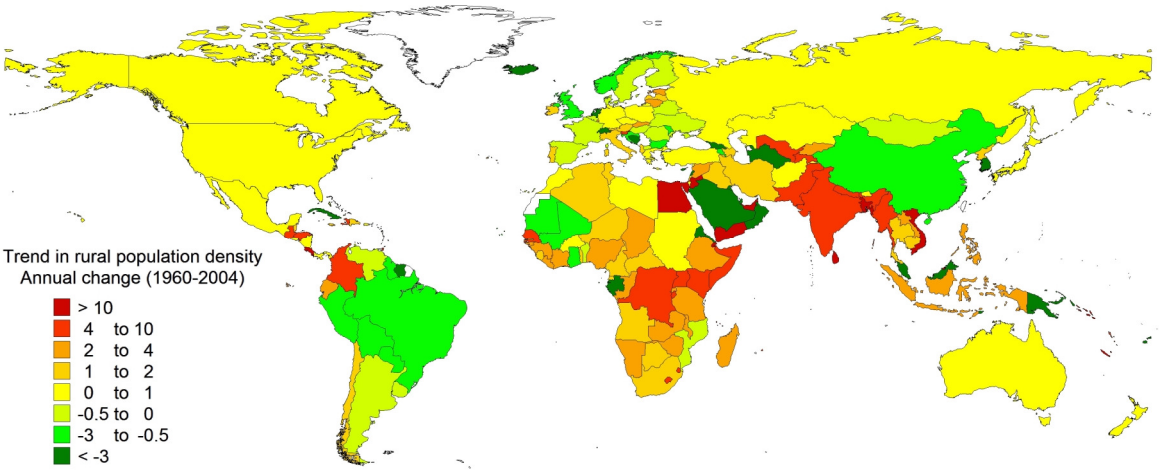 Trend in rural population density
Annual change (1960-2004)
> 10
4 to 10
2 to 4
1 to 2
0 to 1
-0.5 to 0
-3 to -0.5
< -3